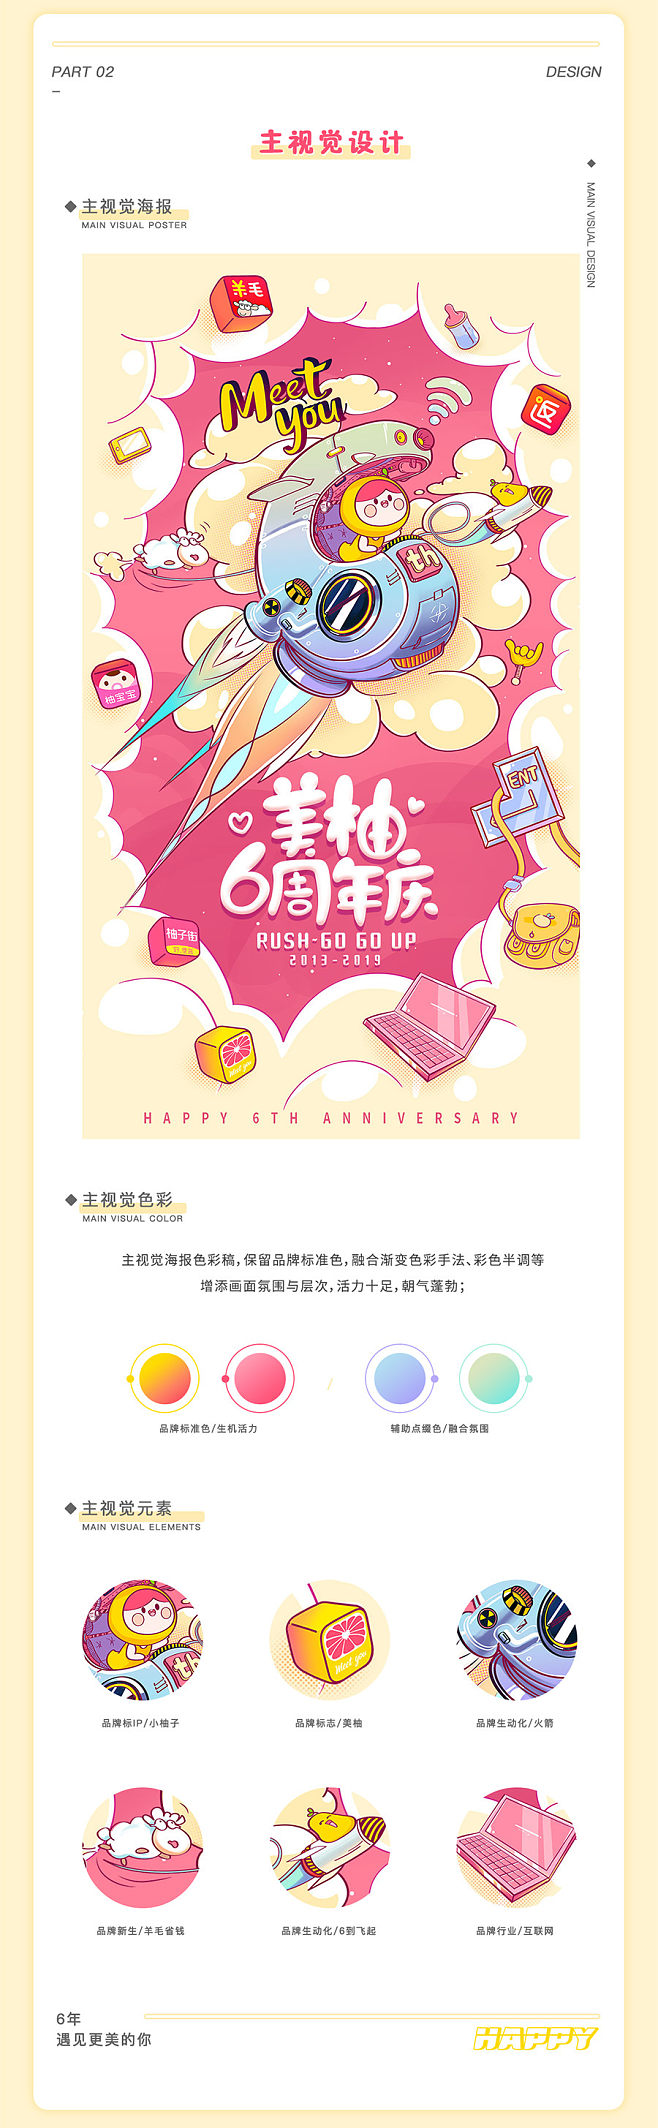 PART 02
DESIGN
主视觉设计
MAIN VISUAL DESIGN
主视觉海报
MAIN VISUAL POSTER
羊毛
Meet
you
返
th
柚宝宝
ENT
美柚
6周年庆
RUSH-GO GO UP
2013-2019
柚子街
Meet you
HAPPY 6TH ANNIVERSARY
主视觉色彩
MAIN VISUAL COLOR
主视觉海报色彩稿,保留品牌标准色,融合渐变色彩手法、彩色半调等
增添画面氛围与层次,活力十足,朝气蓬勃;
/
品牌标准色/生机活力
辅助点缀色/融合氛围
主视觉元素
MAIN VISUAL ELEMENTS
th
Meet you
品牌标IP/小柚子
品牌标志/美柚
品牌生动化/火箭
品牌新生/羊毛省钱
品牌生动化/6到飞起
品牌行业/互联网
6年
遇见更美的你
HAPPY